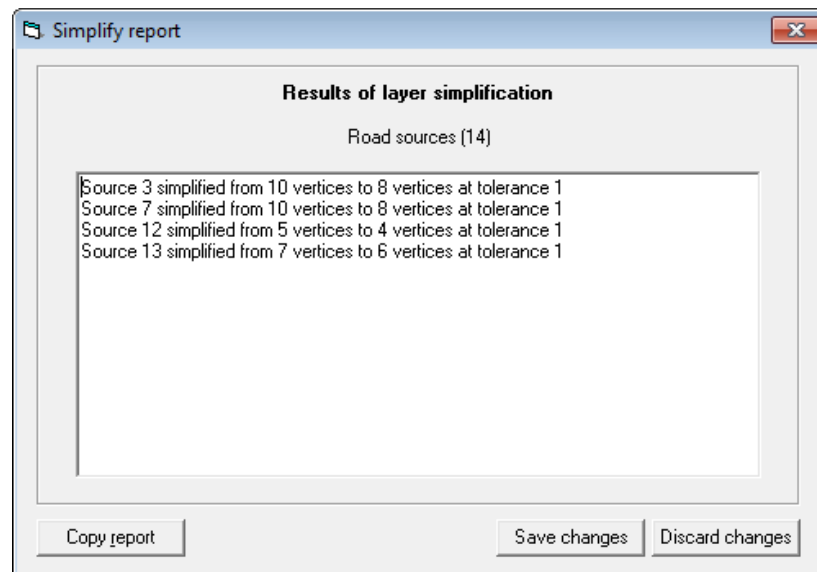 Simplify report
Results of layer simplification
Road sources (14)
Source 3 simplified from 10 vertices to 8 vertices at tolerance 1
Source 7 simplified from 10 vertices to 8 vertices at tolerance 1
Source 12 simplified from 5 vertices to 4 vertices at tolerance 1
Source 13 simplified from 7 vertices to 6 vertices at tolerance 1
Copy report Save changes Discard changes